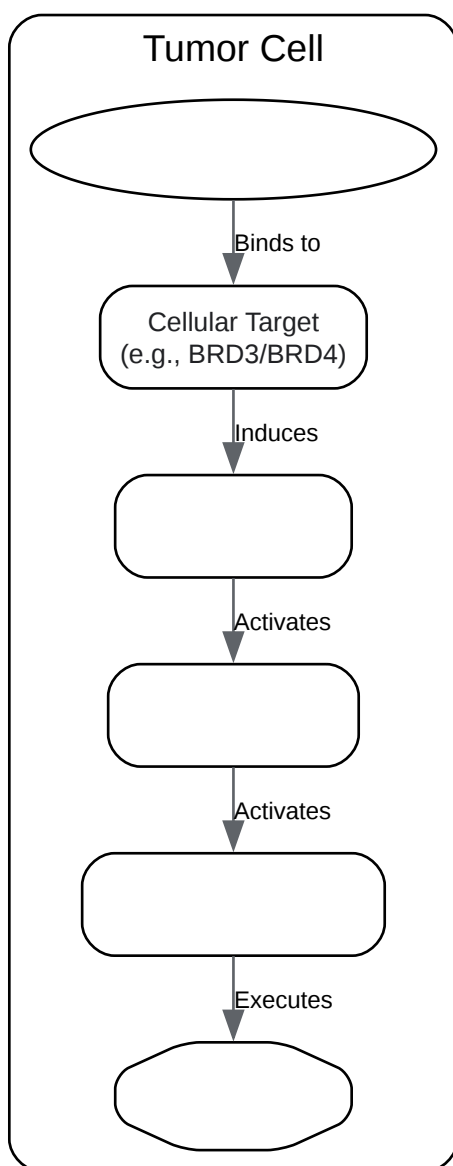 Tumor Cell
Binds to
Cellular Target
(e.g., BRD3/BRD4)
Induces
Activates
Activates
Executes